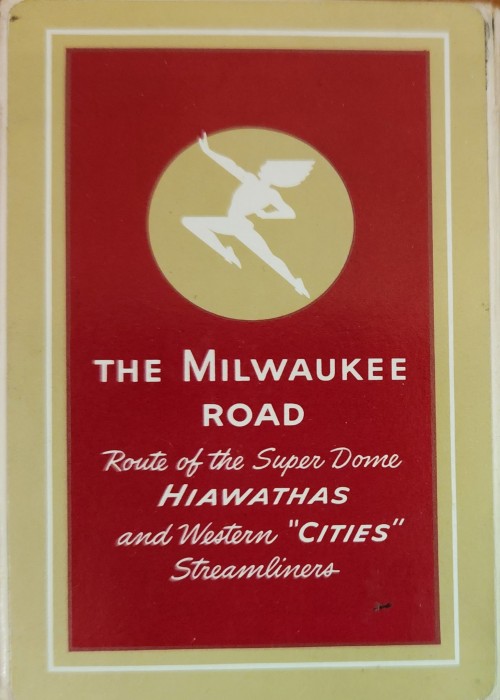 THE MILWAUKEE
ROAD
Route of the Super Dome
HIAWATHAS
and Western "CITIES"
Streamliners